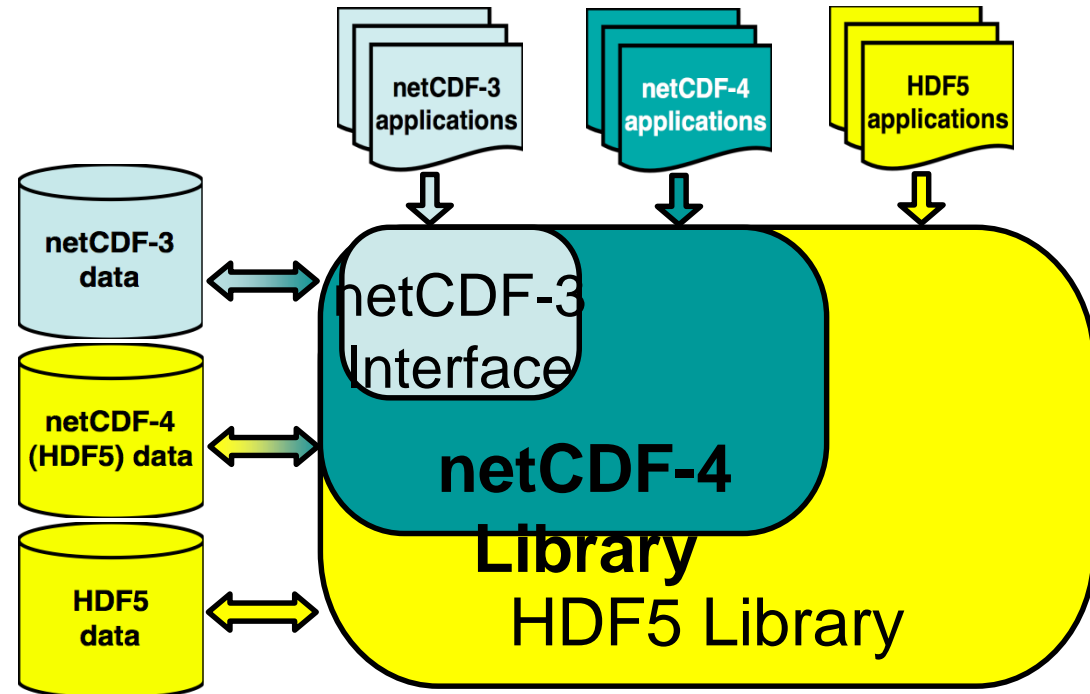 netCDF-3
applications
netCDF-4
applications
HDF5
applications
netCDF-3
data
netCDF-3
Interface
netCDF-4
(HDF5) data
netCDF-4
Library
HDF5
data
HDF5 Library